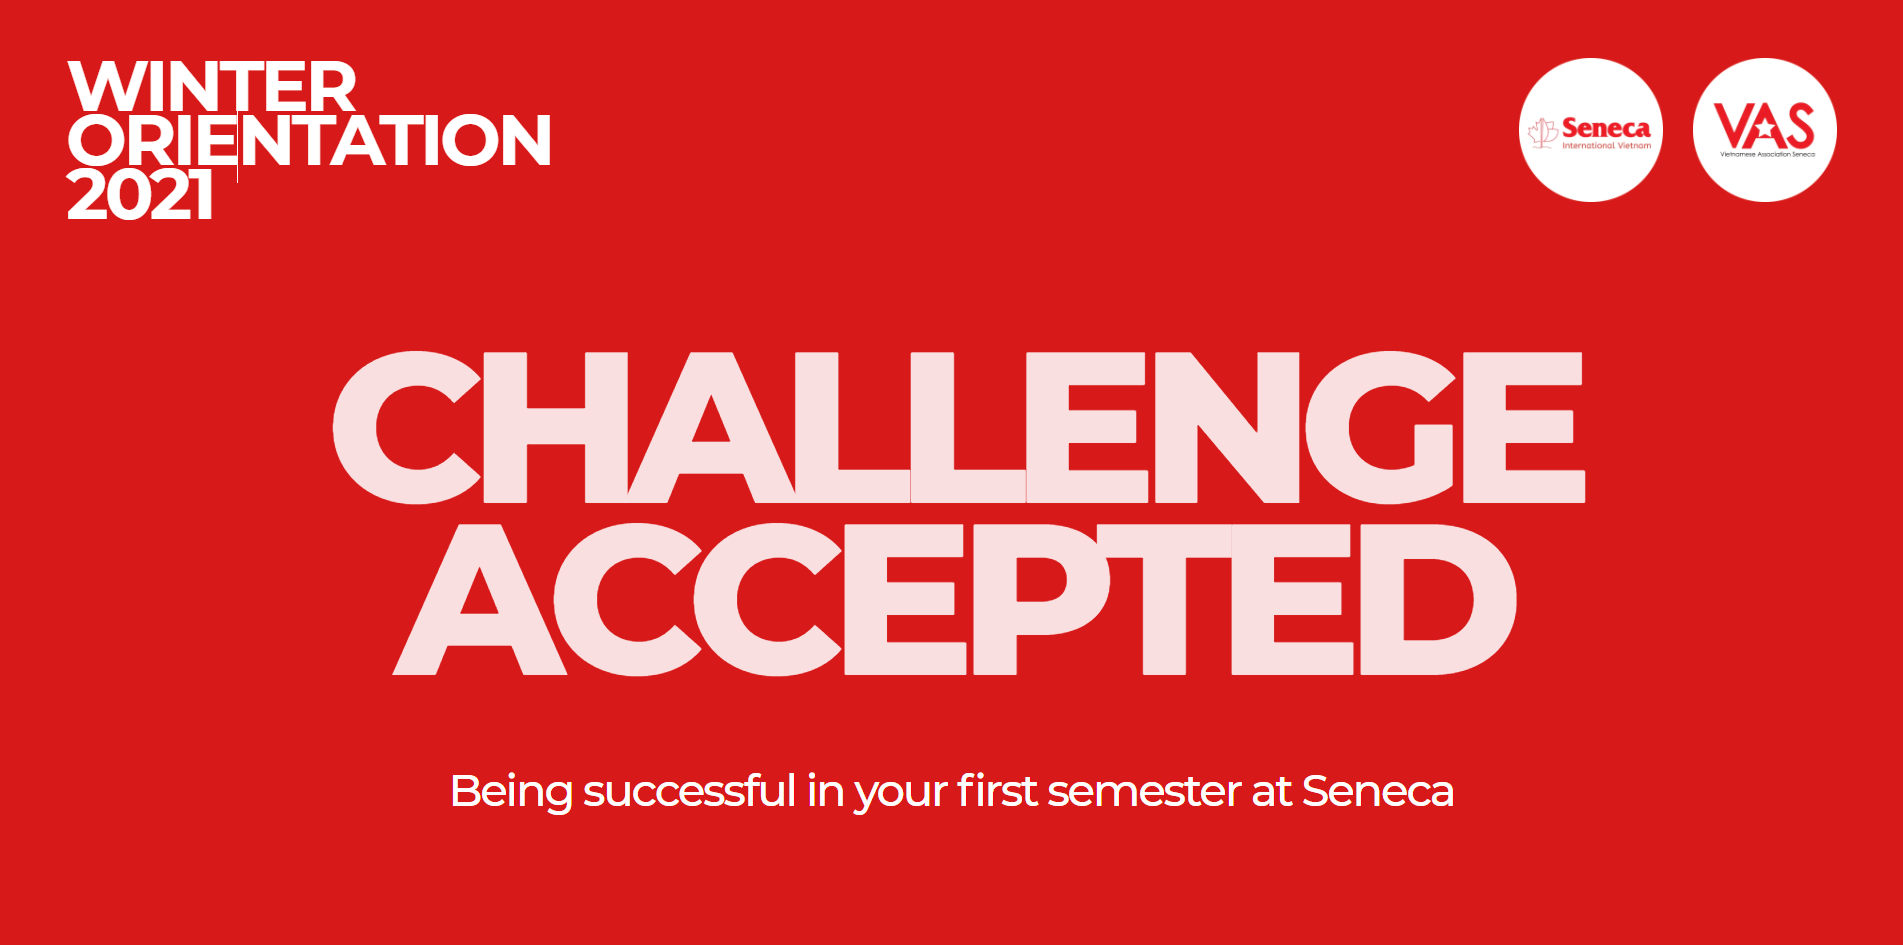 WINTER
ORIENTATION
2021
Seneca
International Vietnam
VAS
Vietnamese Association Seneca
CHALLENGE
ACCEPTED
Being successful in your first semester at Seneca